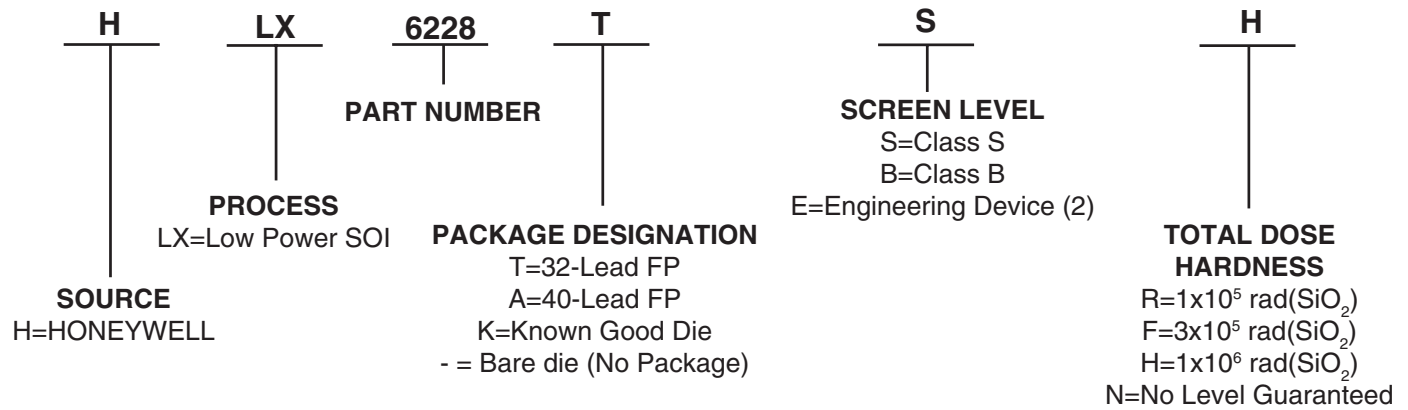 H LX 6228 T S H
PART NUMBER
SCREEN LEVEL
S=Class S
B=Class B
E=Engineering Device (2)
PROCESS
LX=Low Power SOI
PACKAGE DESIGNATION
T=32-Lead FP
A=40-Lead FP
K=Known Good Die
- = Bare die (No Package)
TOTAL DOSE
HARDNESS
R=1x10⁵ rad(SiO₂)
F=3x10⁵ rad(SiO₂)
H=1x10⁶ rad(SiO₂)
N=No Level Guaranteed
SOURCE
H=HONEYWELL